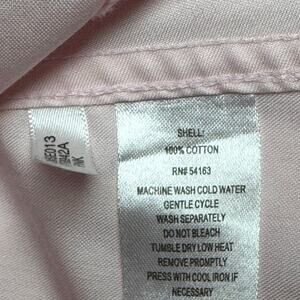 SHELL:
100% COTTON
RN# 54163
MACHINE WASH COLD WATER
GENTLE CYCLE
WASH SEPARATELY
DO NOT BLEACH
TUMBLE DRY LOW HEAT
REMOVE PROMPTLY
PRESS WITH COOL IRON IF
NECESSARY